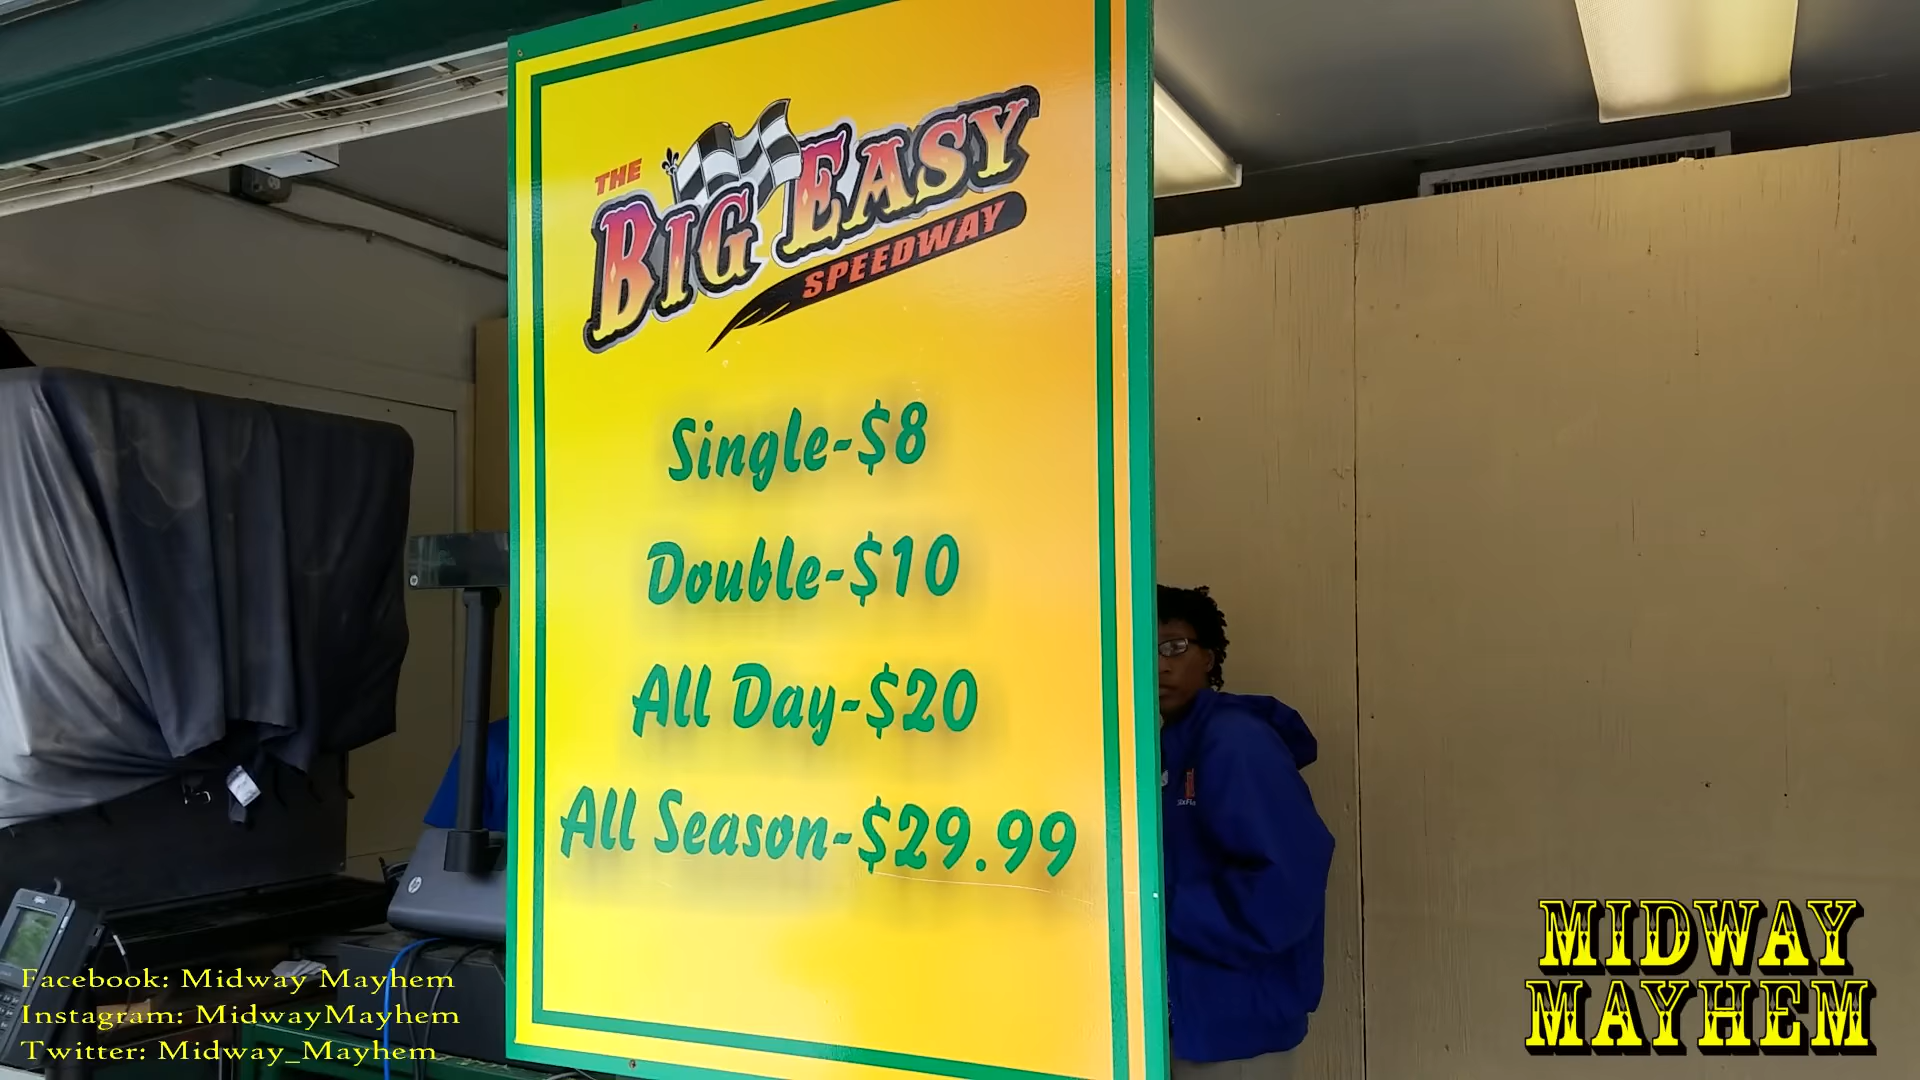 THE
BIG EASY
SPEEDWAY
Single-$8
Double-$10
All Day-$20
All Season-$29.99
Facebook: Midway Mayhem
Instagram: MidwayMayhem
Twitter: Midway_Mayhem
MIDWAY
MAYHEM